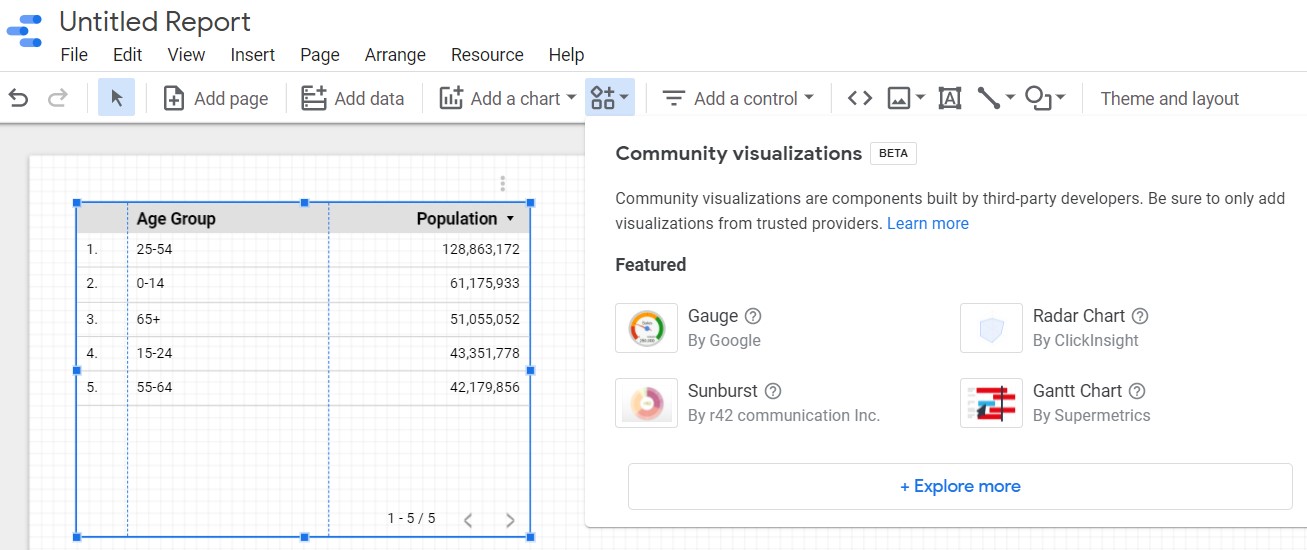 Untitled Report
File Edit View Insert Page Arrange Resource Help
Add page Add data Add a chart Add a control Theme and layout
Community visualizations BETA
Community visualizations are components built by third-party developers. Be sure to only add
visualizations from trusted providers. Learn more
Featured
Gauge
By Google
Radar Chart
By ClickInsight
Sunburst
By r42 communication Inc.
Gantt Chart
By Supermetrics
+ Explore more
Age Group Population
1. 25-54 128,863,172
2. 0-14 61,175,933
3. 65+ 51,055,052
4. 15-24 43,351,778
5. 55-64 42,179,856
1 - 5 / 5